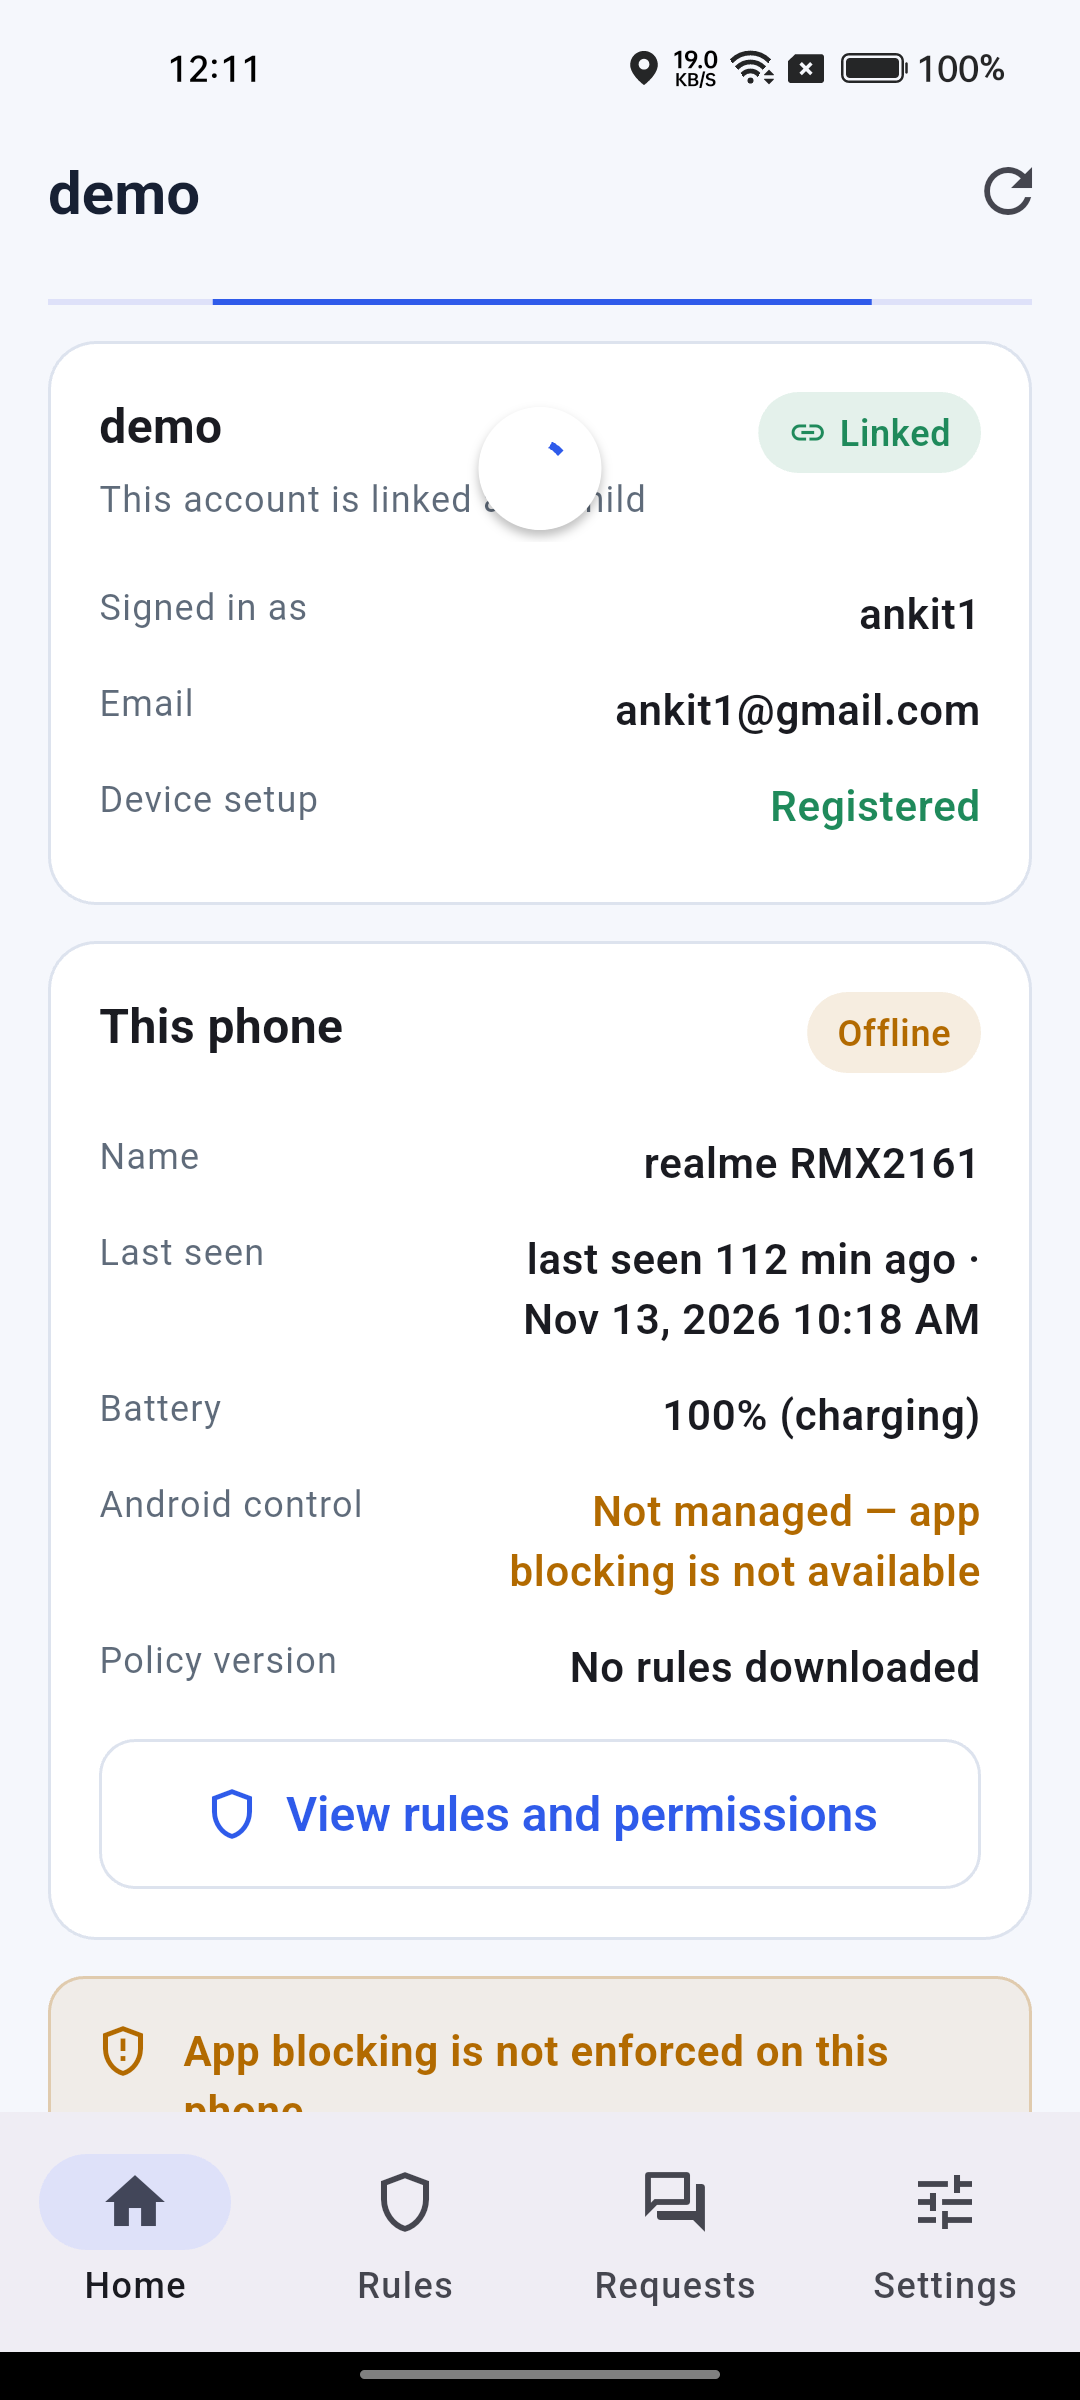 12:11
19.0
KB/S
100%
demo
demo
Linked
This account is linked
Signed in as
ankit1
Email
ankit1@gmail.com
Device setup
Registered
This phone
Offline
Name
realme RMX2161
Last seen
last seen 112 min ago ·
Nov 13, 2026 10:18 AM
Battery
100% (charging)
Android control
Not managed — app
blocking is not available
Policy version
No rules downloaded
View rules and permissions
App blocking is not enforced on this
phone
Home
Rules
Requests
Settings